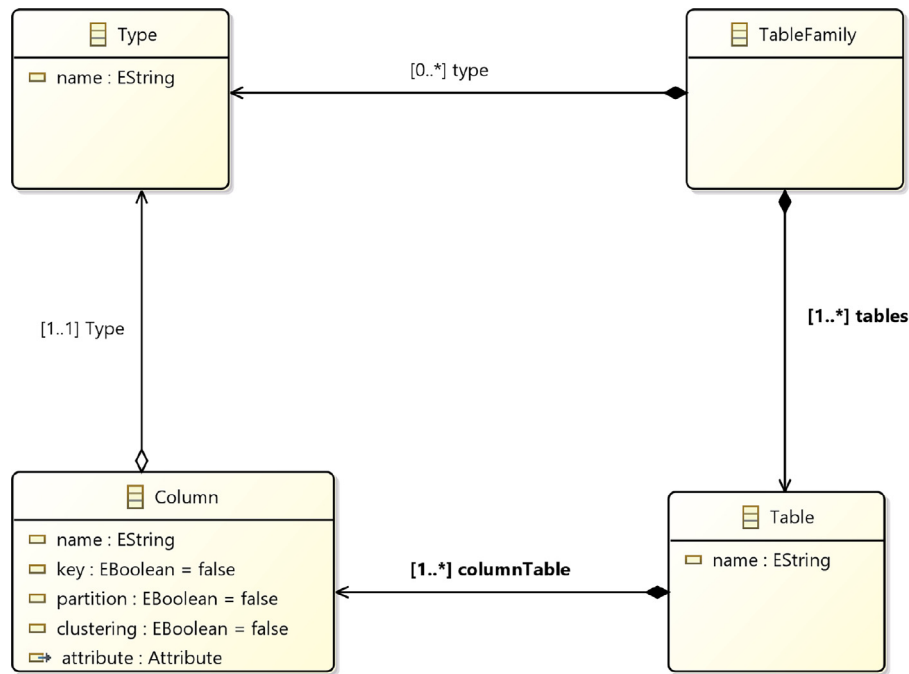 Type
name : EString
[0..*] type
TableFamily
[1..1] Type
[1..*] tables
Column
name : EString
key : EBoolean = false
partition : EBoolean = false
clustering : EBoolean = false
attribute : Attribute
[1..*] columnTable
Table
name : EString